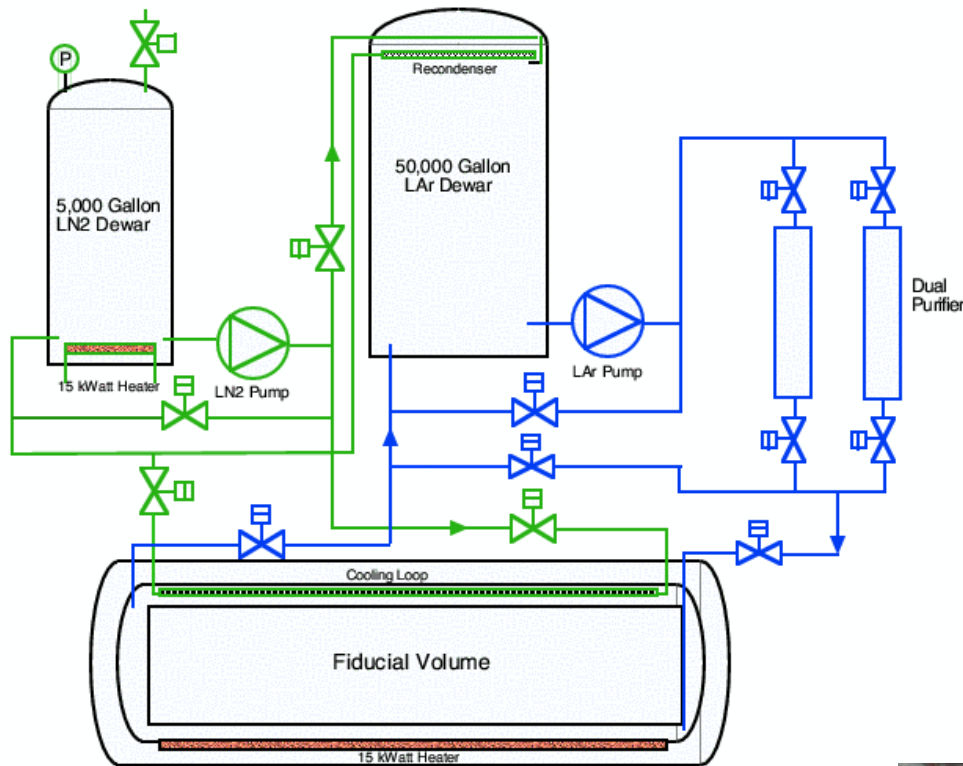 P
Recondenser
50,000 Gallon
LAr Dewar
5,000 Gallon
LN2 Dewar
Dual
Purifier
15 kWatt Heater
LN2 Pump
LAr Pump
Cooling Loop
Fiducial Volume
15 kWatt Heater